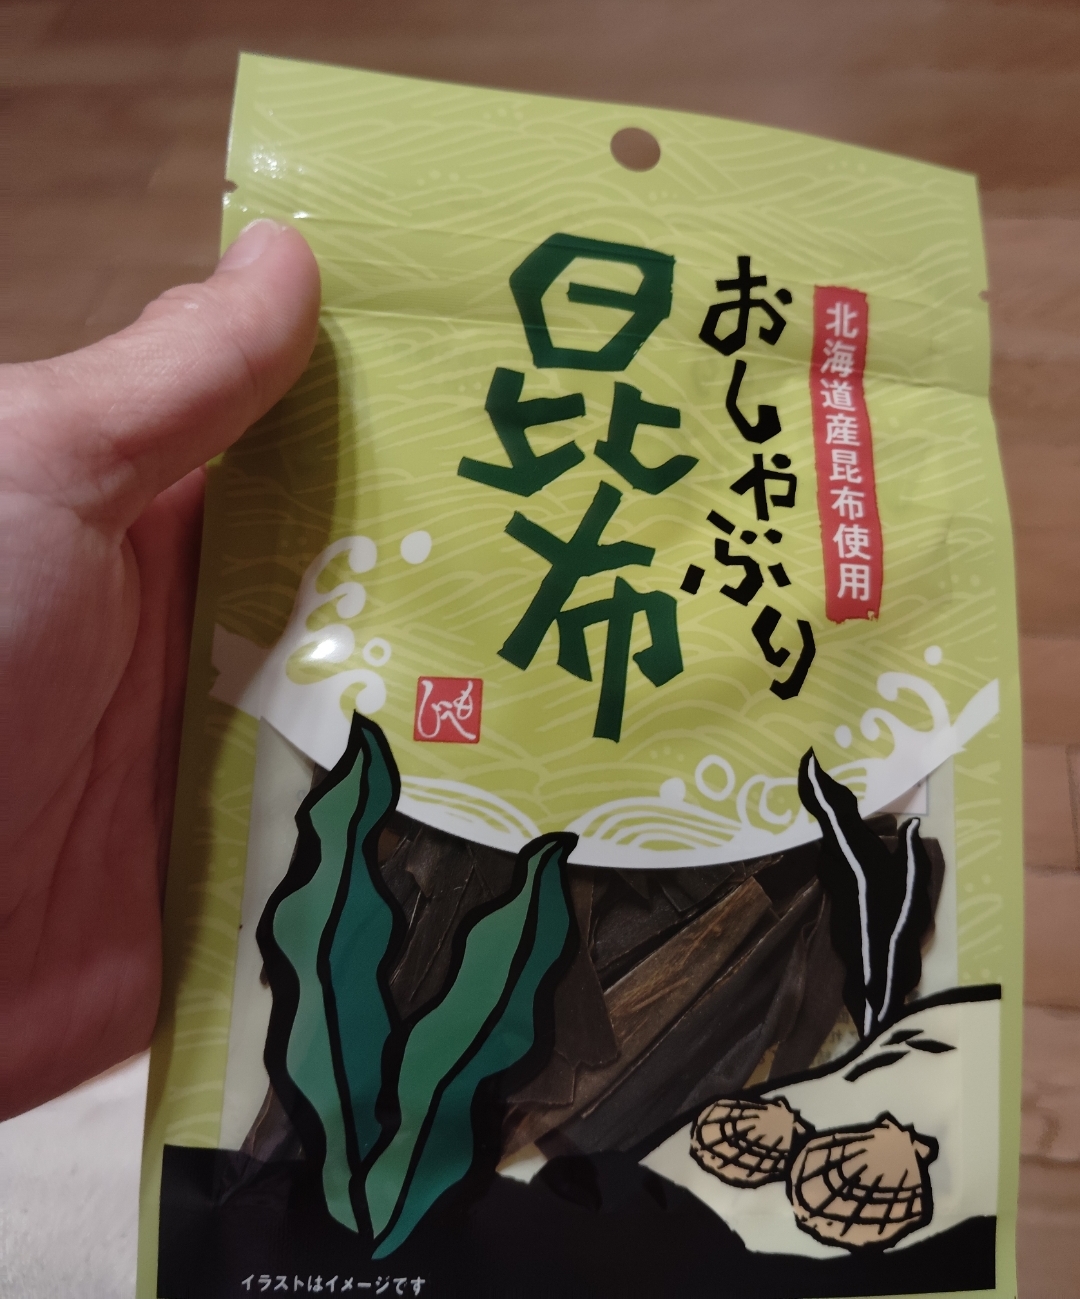 北海道産昆布使用
おしゃぶり
昆布
もへじ
イラストはイメージです